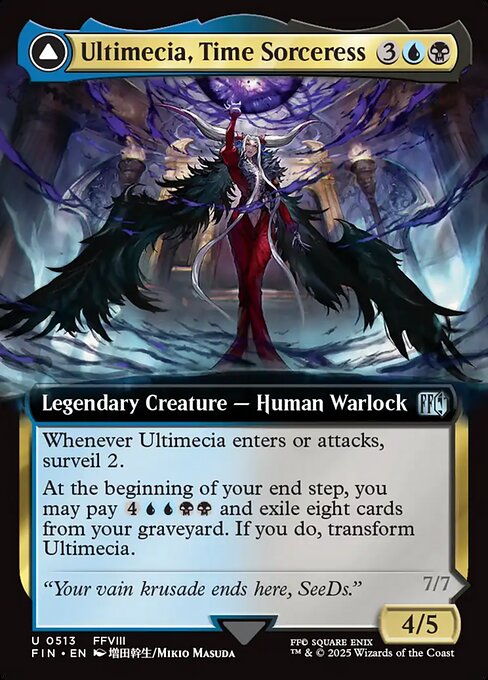 Ultimecia, Time Sorceress 3
Legendary Creature — Human Warlock
Whenever Ultimecia enters or attacks,
surveil 2.
At the beginning of your end step, you
may pay 4 and exile eight cards
from your graveyard. If you do, transform
Ultimecia.
“Your vain krusade ends here, SeeDs.”
7/7
4/5
U 0513 FFVIII
FIN • EN 増田幹生/Mikio Masuda
FF© SQUARE ENIX
™ & © 2025 Wizards of the Coast